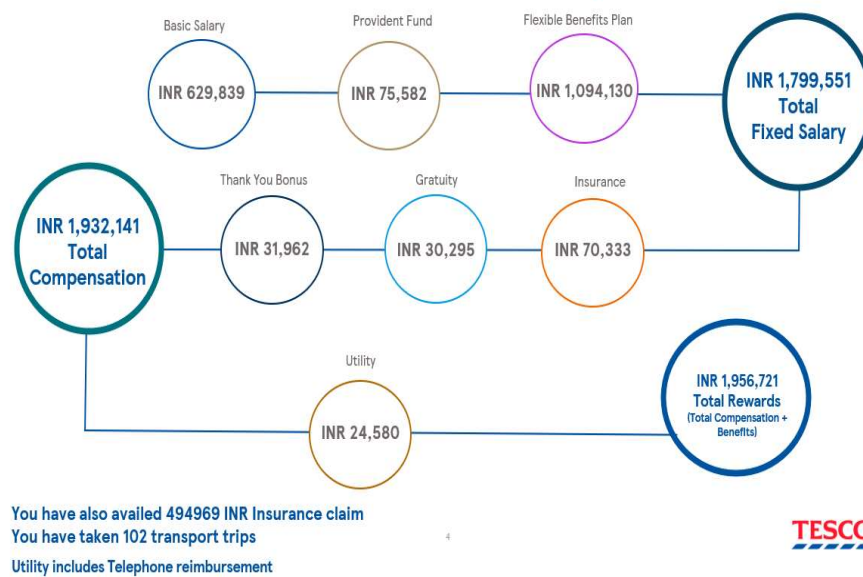 Basic Salary
Provident Fund
Flexible Benefits Plan
INR 629,839
INR 75,582
INR 1,094,130
INR 1,799,551
Total
Fixed Salary
Thank You Bonus
Gratuity
Insurance
INR 1,932,141
Total
Compensation
INR 31,962
INR 30,295
INR 70,333
Utility
INR 24,580
INR 1,956,721
Total Rewards
(Total Compensation +
Benefits)
You have also availed 494969 INR Insurance claim
You have taken 102 transport trips
4
TESCO
Utility includes Telephone reimbursement